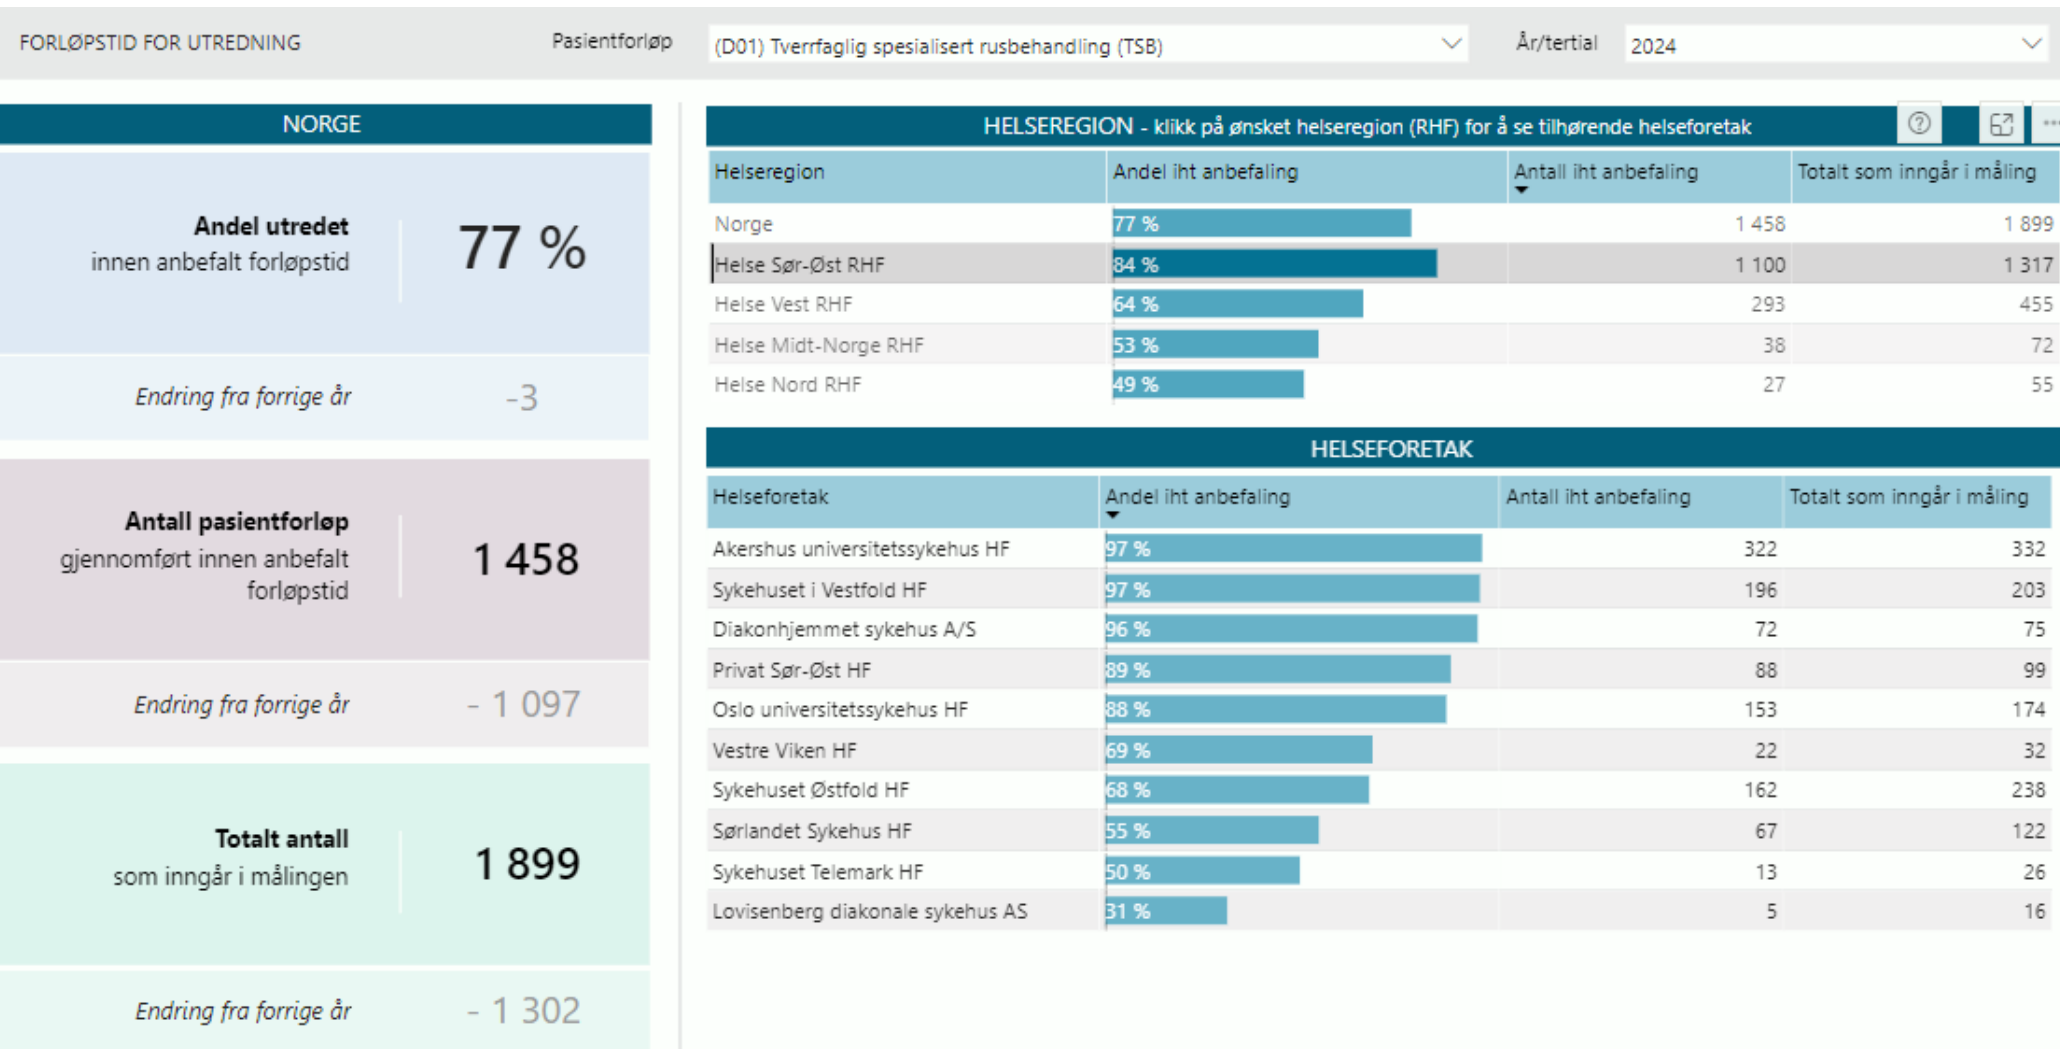 FORLØPSTID FOR UTREDNING Pasientforløp (D01) Tverrfaglig spesialisert rusbehandling (TSB) År/tertial 2024
NORGE
Andel utredet
innen anbefalt forløpstid
77 %
Endring fra forrige år -3
Antall pasientforløp
gjennomført innen anbefalt
forløpstid
1 458
Endring fra forrige år - 1 097
Totalt antall
som inngår i målingen
1 899
Endring fra forrige år - 1 302
HELSEREGION - klikk på ønsket helseregion (RHF) for å se tilhørende helseforetak
Helseregion Andel iht anbefaling Antall iht anbefaling Totalt som inngår i måling
Norge 77 % 1 458 1 899
Helse Sør-Øst RHF 84 % 1 100 1 317
Helse Vest RHF 64 % 293 455
Helse Midt-Norge RHF 53 % 38 72
Helse Nord RHF 49 % 27 55
HELSEFORETAK
Helseforetak Andel iht anbefaling Antall iht anbefaling Totalt som inngår i måling
Akershus universitetssykehus HF 97 % 322 332
Sykehuset i Vestfold HF 97 % 196 203
Diakonhjemmet sykehus A/S 96 % 72 75
Privat Sør-Øst HF 89 % 88 99
Oslo universitetssykehus HF 88 % 153 174
Vestre Viken HF 69 % 22 32
Sykehuset Østfold HF 68 % 162 238
Sørlandet Sykehus HF 55 % 67 122
Sykehuset Telemark HF 50 % 13 26
Lovisenberg diakonale sykehus AS 31 % 5 16